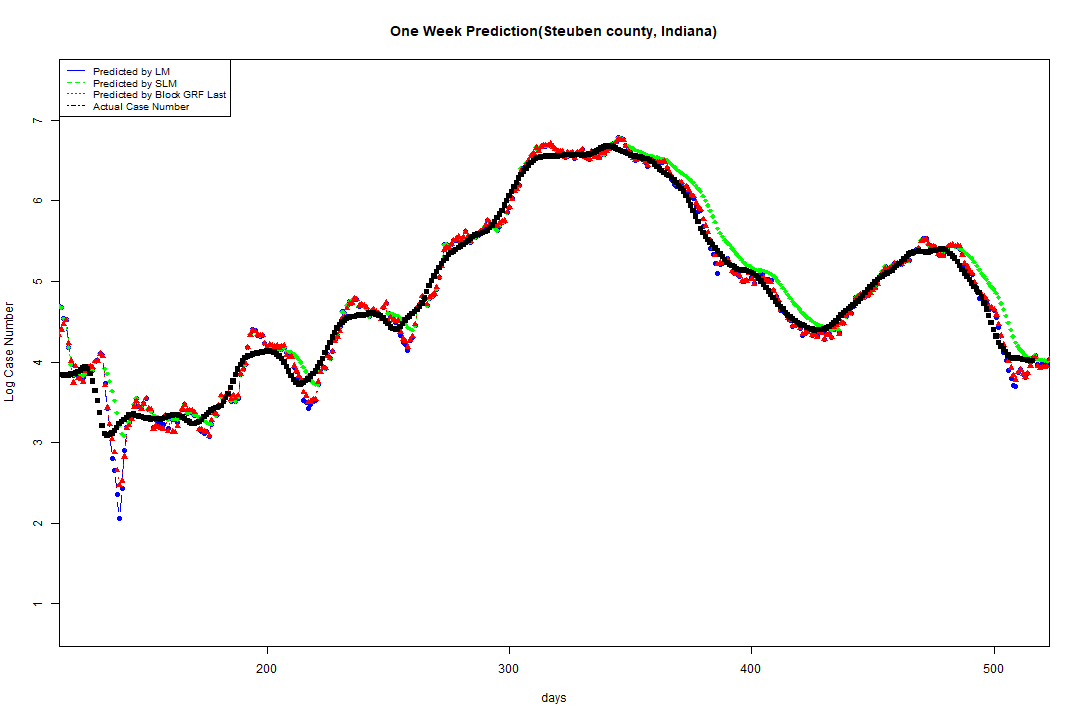 One Week Prediction(Steuben county, Indiana)
Predicted by LM
Predicted by SLM
Predicted by Block GRF Last
Actual Case Number
7
6
5
4
3
2
1
Log Case Number
200 300 400 500
days